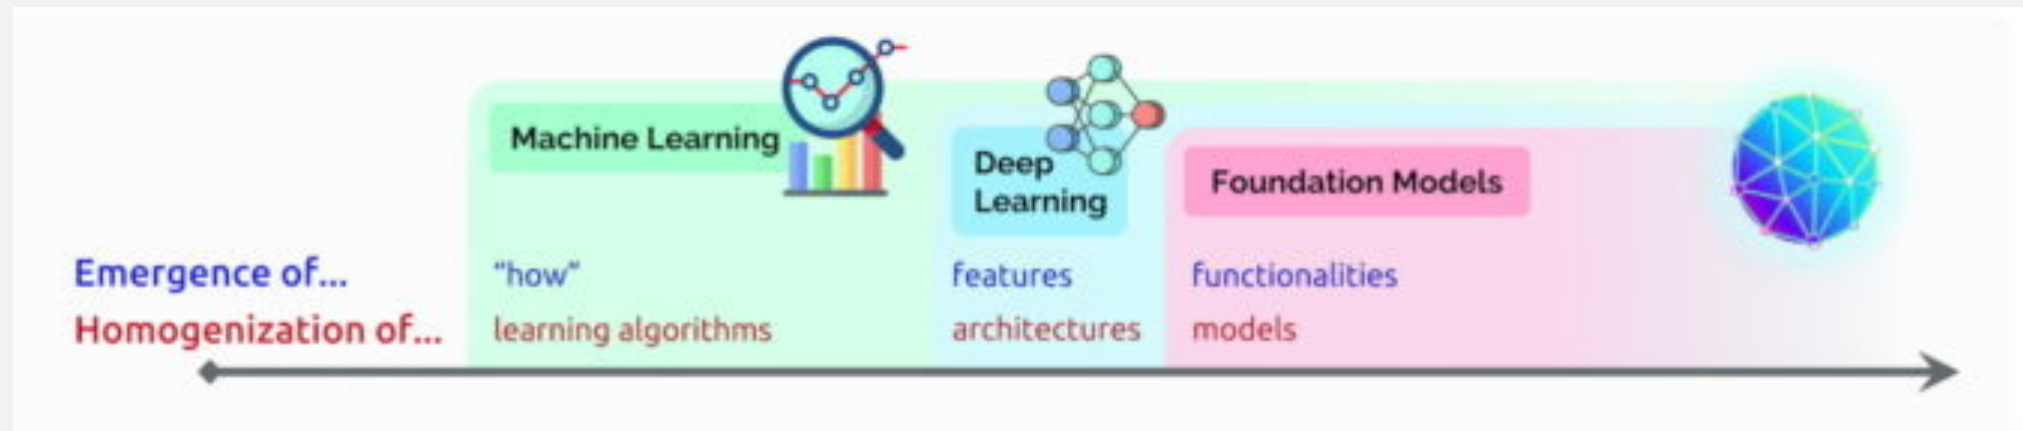 Machine Learning
Deep
Learning
Foundation Models
Emergence of... "how" features functionalities
Homogenization of... learning algorithms architectures models